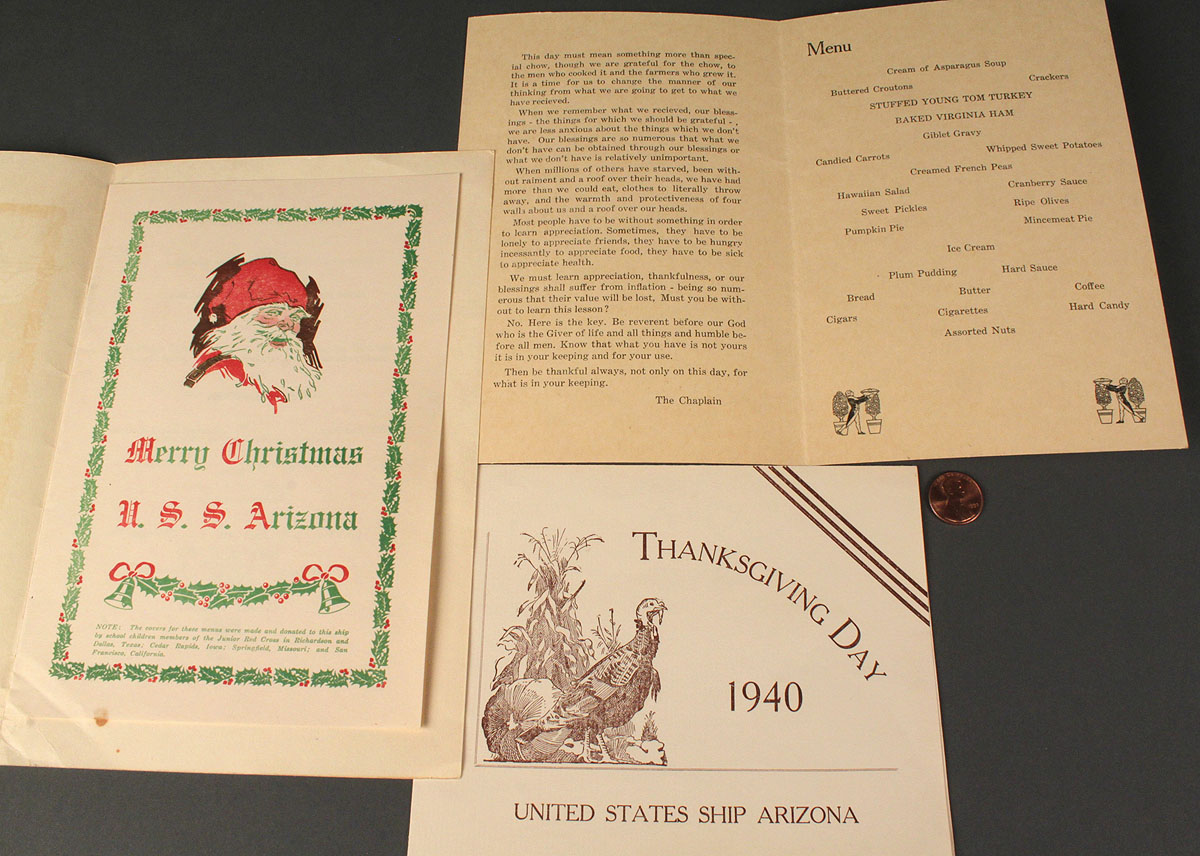 This day must mean something more than spec-
ial chow, though we are grateful for the chow, to
the men who cooked it and the farmers who grew it.
It is a time for us to change the manner of our
thinking from what we are going to get to what we
have recieved.
When we remember what we recieved, our bless-
ings - the things for which we should be grateful - ,
we are less anxious about the things which we don't
have. Our blessings are so numerous that what we
don't have can be obtained through our blessings or
what we don't have is relatively unimportant.
When millions of others have starved, been with-
out raiment and a roof over their heads, we have had
more than we could eat, clothes to literally throw
away, and the warmth and protectiveness of four
walls about us and a roof over our heads.
Most people have to be without something in order
to learn appreciation. Sometimes, they have to be
lonely to appreciate friends, they have to be hungry
incessantly to appreciate food, they have to be sick
to appreciate health.
We must learn appreciation, thankfulness, or our
blessings shall suffer from inflation - being so num-
erous that their value will be lost, Must you be with-
out to learn this lesson?
No. Here is the key. Be reverent before our God
who is the Giver of life and all things and humble be-
fore all men. Know that what you have is not yours
it is in your keeping and for your use.
Then be thankful always, not only on this day, for
what is in your keeping.
The Chaplain
Menu
Cream of Asparagus Soup
Buttered Croutons Crackers
STUFFED YOUNG TOM TURKEY
BAKED VIRGINIA HAM
Giblet Gravy
Candied Carrots Whipped Sweet Potatoes
Creamed French Peas
Hawaiian Salad Cranberry Sauce
Sweet Pickles Ripe Olives
Pumpkin Pie Mincemeat Pie
Ice Cream
Plum Pudding Hard Sauce
Bread Butter Coffee
Cigars Cigarettes Hard Candy
Assorted Nuts
Merry Christmas
U. S. S. Arizona
NOTE: The covers for these menus were made and donated to this ship
by school children members of the Junior Red Cross in Richardson and
Dallas, Texas; Cedar Rapids, Iowa; Springfield, Missouri; and San
Francisco, California.
THANKSGIVING DAY
1940
UNITED STATES SHIP ARIZONA